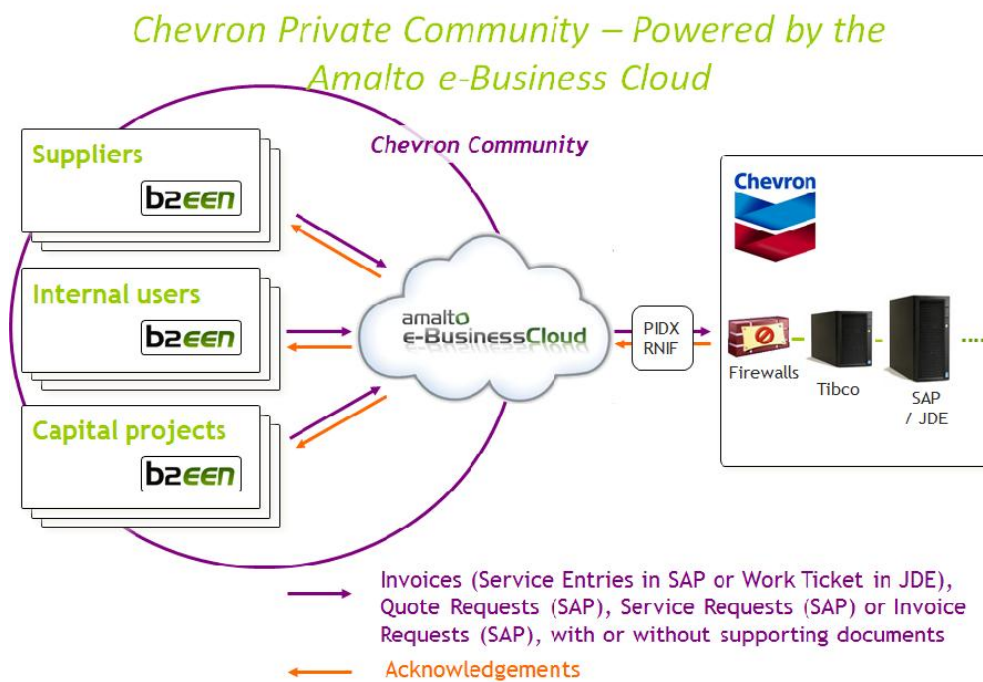 Chevron Private Community – Powered by the
Amalto e-Business Cloud
Chevron Community
Suppliers
b2een
Internal users
b2een
Capital projects
b2een
amalto
e-BusinessCloud
PIDX
RNIF
Chevron
Firewalls
Tibco
SAP
/ JDE
Invoices (Service Entries in SAP or Work Ticket in JDE),
Quote Requests (SAP), Service Requests (SAP) or Invoice
Requests (SAP), with or without supporting documents
Acknowledgements